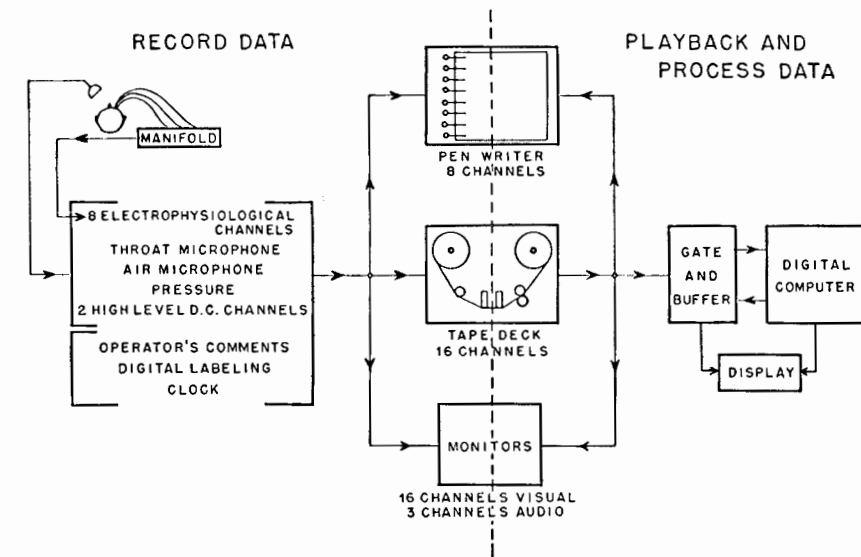 RECORD DATA
MANIFOLD
8 ELECTROPHYSIOLOGICAL
CHANNELS
THROAT MICROPHONE
AIR MICROPHONE
PRESSURE
2 HIGH LEVEL D.C. CHANNELS
OPERATOR'S COMMENTS
DIGITAL LABELING
CLOCK
PEN WRITER
8 CHANNELS
TAPE DECK
16 CHANNELS
MONITORS
16 CHANNELS VISUAL
3 CHANNELS AUDIO
PLAYBACK AND
PROCESS DATA
GATE
AND
BUFFER
DIGITAL
COMPUTER
DISPLAY